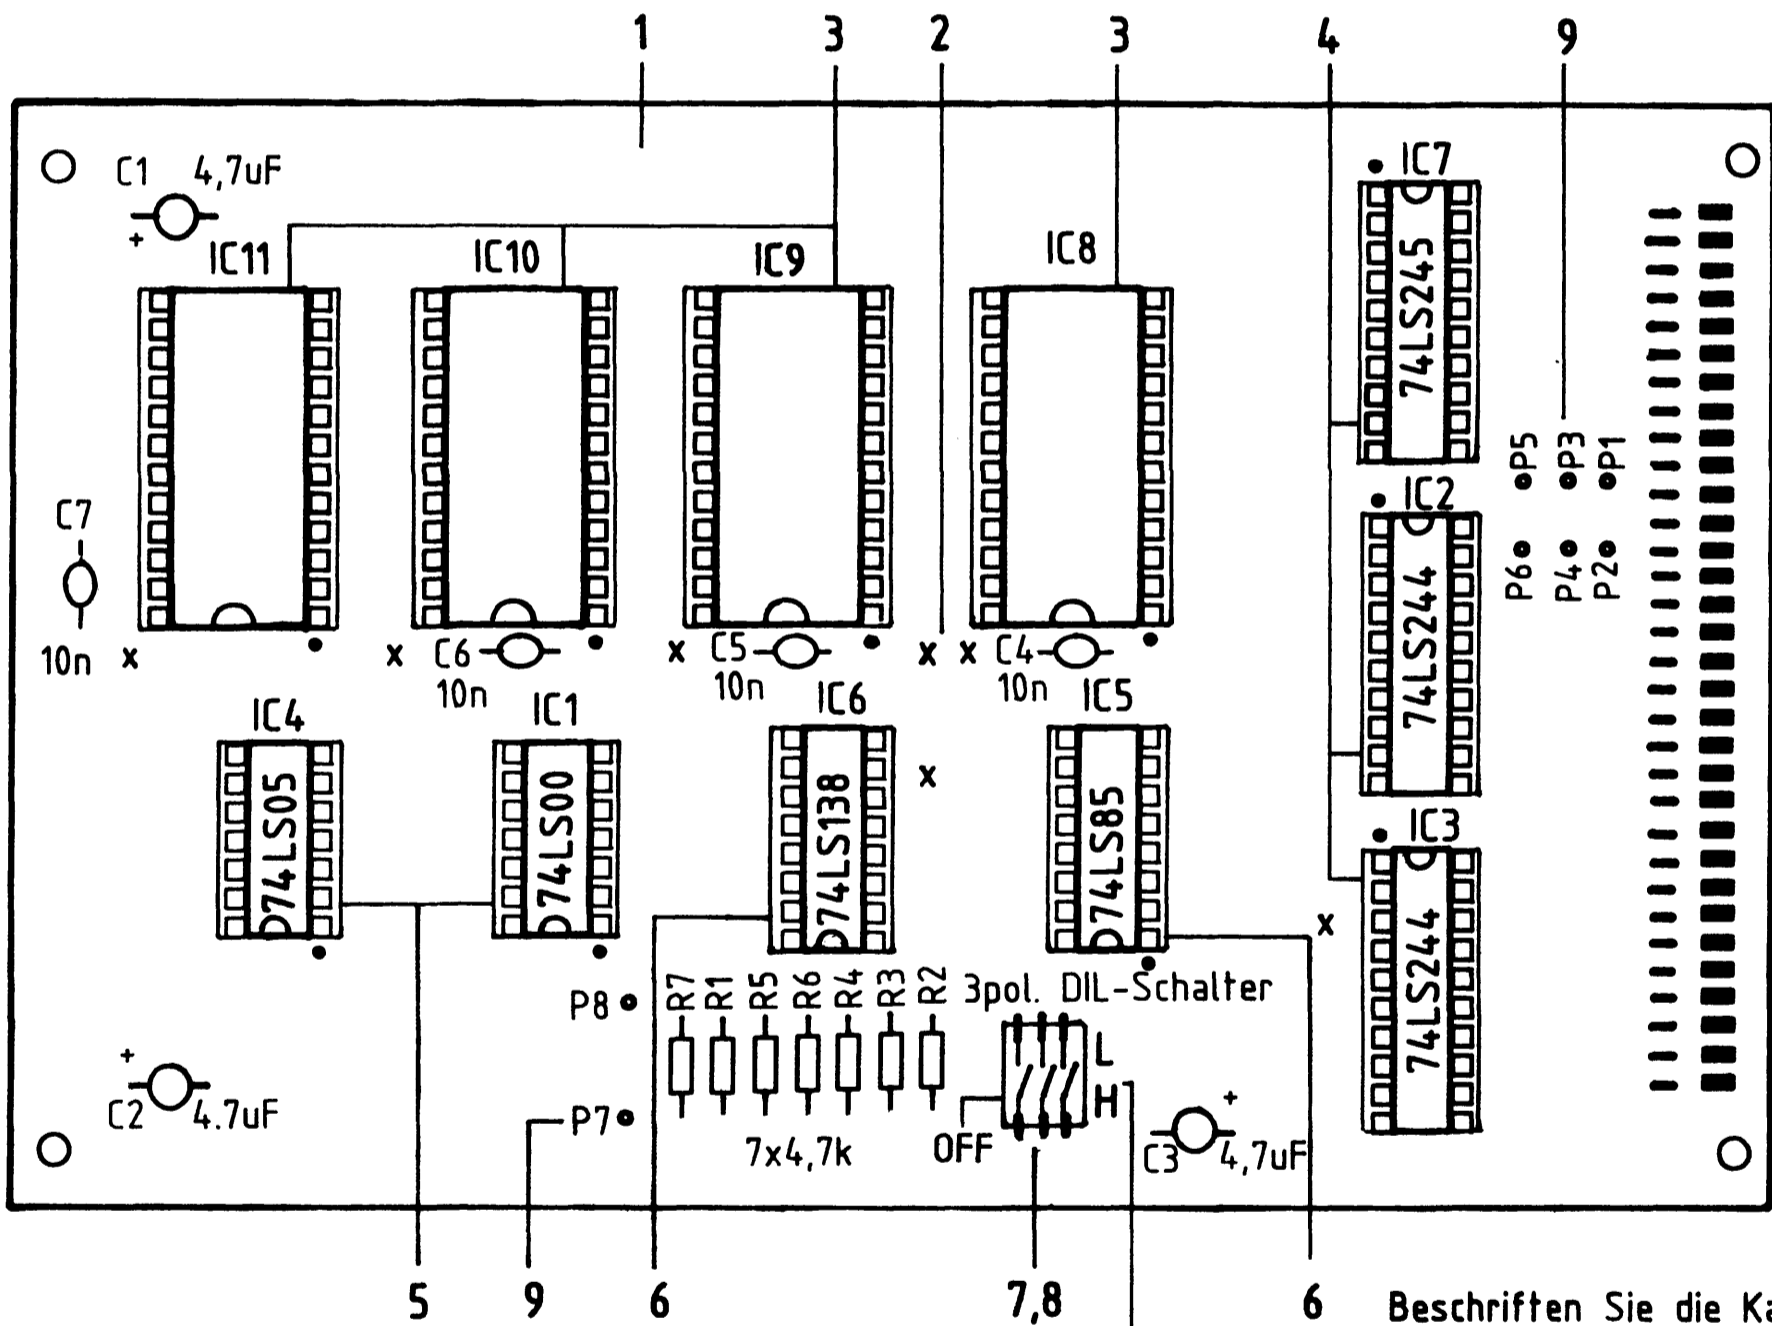 1 3 2 3 4 9
C1 4,7uF
+
IC7
IC11 IC10 IC9 IC8
74LS245
P5 P3 P1
IC2
C7
74LS244
P6 P4 P2
10n x x C6 x C5 x x C4
10n 10n 10n
IC4 IC1 IC6 IC5
74LS05 74LS00 74LS138 x 74LS85
IC3
x
74LS244
P8 R7 R1 R5 R6 R4 R3 R2 3pol. DIL-Schalter
L
+
H +
C2 4.7uF P7
7x4,7k OFF C3 4,7uF
5 9 6 7,8 6 Beschriften Sie die